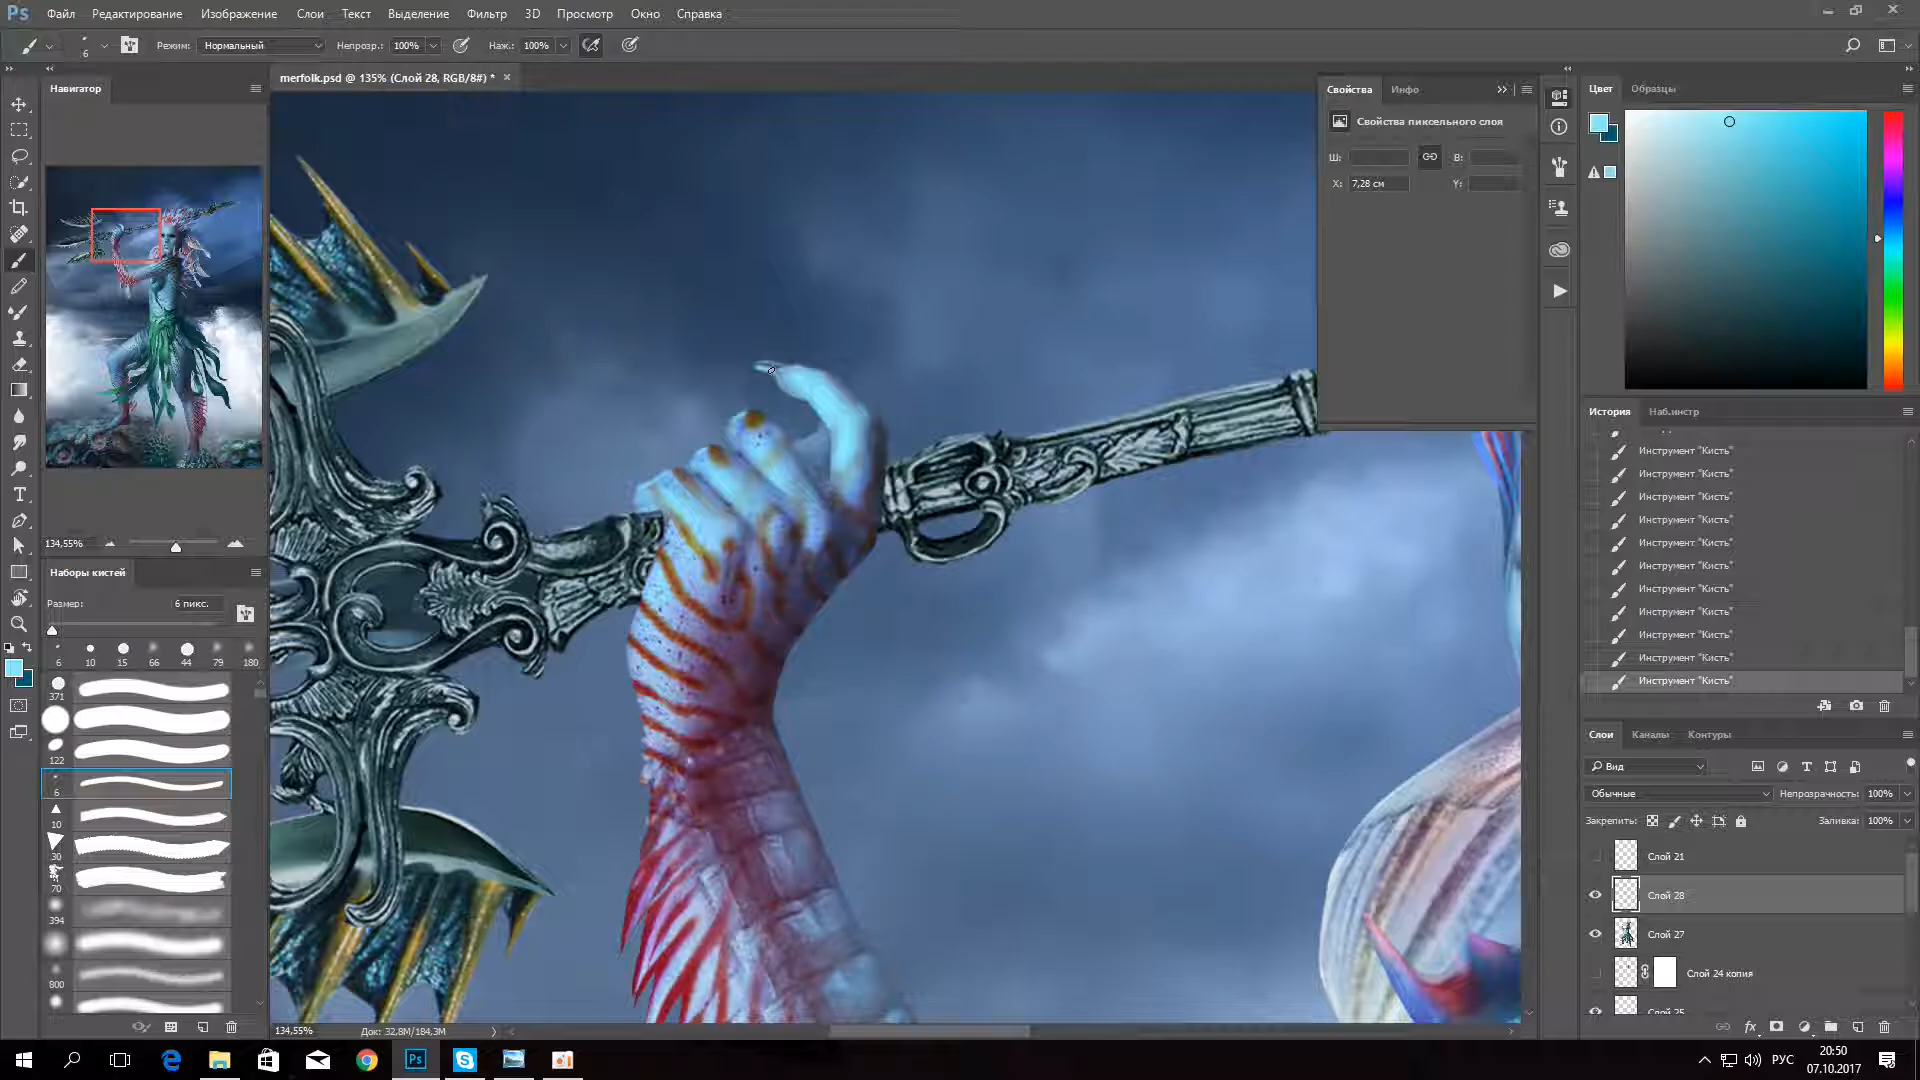 Ps Файл Редактирование Изображение Слои Текст Выделение Фильтр 3D Просмотр Окно Справка
6 Режим: Нормальный Непрозр.: 100% Наж.: 100%
merfolk.psd @ 135% (Слой 28, RGB/8#) * ×
Навигатор
134,55%
Наборы кистей
Размер: 6 пикс.
6 10 15 66 44 79 180
371
122
6
10
30
70
394
800
134,55% Док: 32,8M/184,3M
Свойства Инфо
Свойства пиксельного слоя
Ш: В:
X: 7,28 см Y:
Цвет Образцы
История Наб.инстр
Инструмент "Кисть"
Инструмент "Кисть"
Инструмент "Кисть"
Инструмент "Кисть"
Инструмент "Кисть"
Инструмент "Кисть"
Инструмент "Кисть"
Инструмент "Кисть"
Инструмент "Кисть"
Инструмент "Кисть"
Инструмент "Кисть"
Слои Каналы Контуры
Вид
Обычные Непрозрачность: 100%
Закрепить: Заливка: 100%
Слой 21
Слой 28
Слой 27
Слой 24 копия
Слой 25
Ps РУС 20:50
07.10.2017